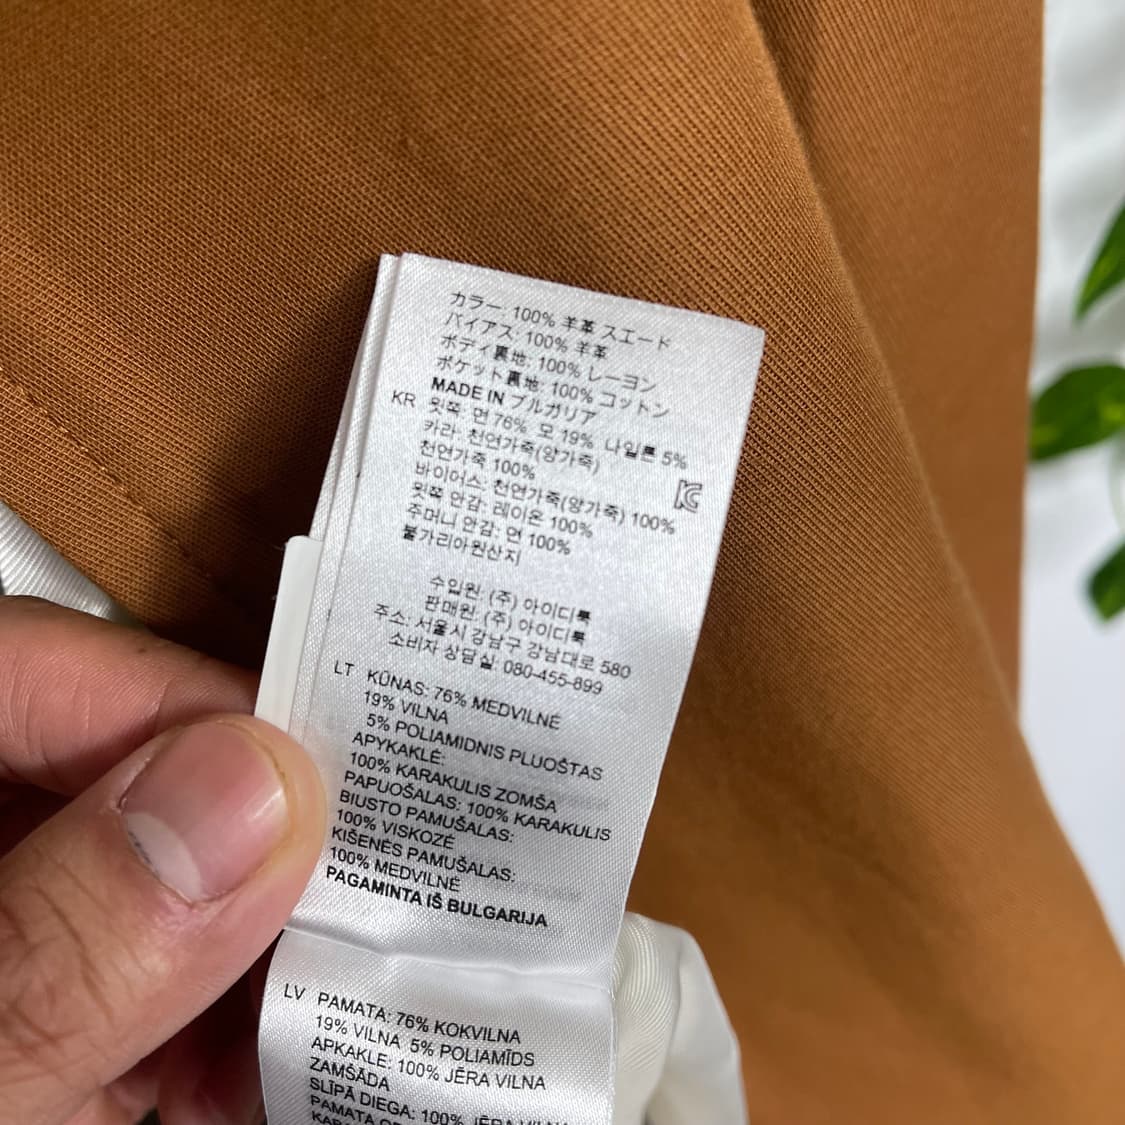 カラー: 100% 羊革 スエード
バイアス: 100% 羊革
ボディ裏地: 100% レーヨン
ポケット裏地: 100% コットン
MADE IN ブルガリア
KR 윗쪽: 면 76% 모 19% 나일론 5%
카라: 천연가죽(양가죽)
천연가죽 100%
바이어스: 천연가죽(양가죽) 100%
윗쪽 안감: 레이온 100%
주머니 안감: 면 100%
불가리아원산지
수입원: (주) 아이디룩
판매원: (주) 아이디룩
주소: 서울시 강남구 강남대로 580
소비자 상담실: 080-455-899
LT KŪNAS: 76% MEDVILNĖ
19% VILNA
5% POLIAMIDNIS PLUOŠTAS
APYKAKLĖ:
100% KARAKULIS ZOMŠA
PAPUOŠALAS: 100% KARAKULIS
BIUSTO PAMUŠALAS:
100% VISKOZĖ
KIŠENĖS PAMUŠALAS:
100% MEDVILNĖ
PAGAMINTA IŠ BULGARIJA
LV PAMATA: 76% KOKVILNA
19% VILNA 5% POLIAMĪDS
APKAKLE: 100% JĒRA VILNA
ZAMŠĀDA
SLĪPĀ DIEGA: 100% JĒRA VILNA
PAMATA